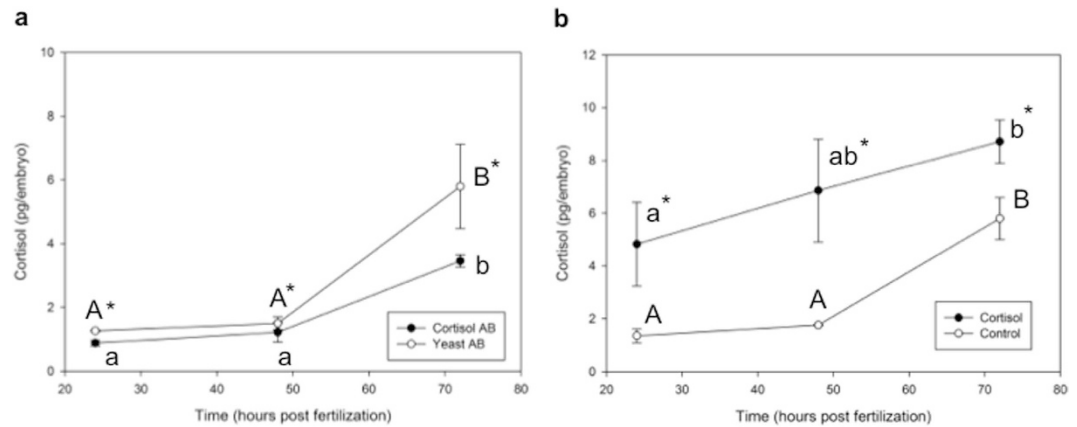 a
10
8
6
4
2
0
Cortisol (pg/embryo)
A*
a
A*
a
B*
b
Cortisol AB
Yeast AB
20 30 40 50 60 70 80
Time (hours post fertilization)
b
12
10
8
6
4
2
0
Cortisol (pg/embryo)
a*
ab*
b*
A
A
B
Cortisol
Control
20 30 40 50 60 70 80
Time (hours post fertilization)